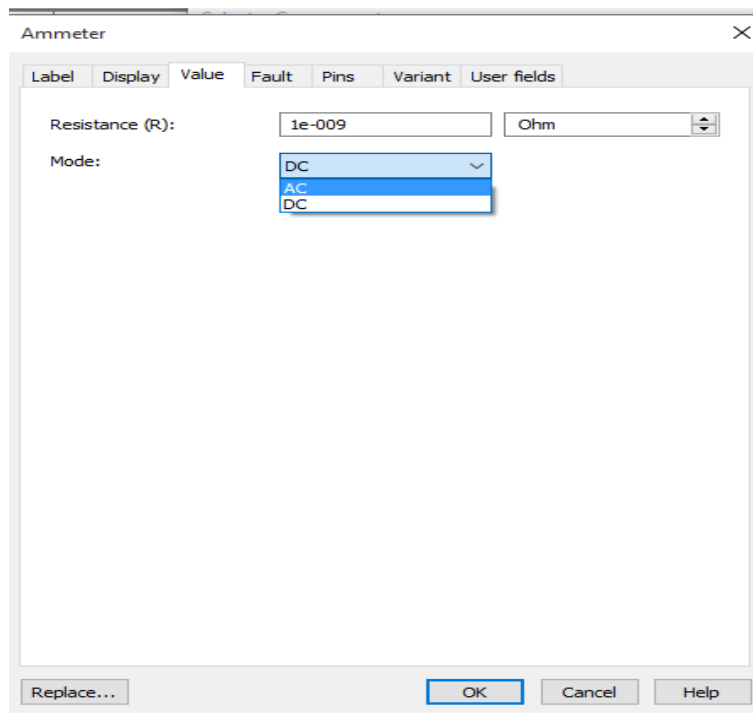 Ammeter
Label Display Value Fault Pins Variant User fields
Resistance (R): 1e-009 Ohm
Mode: DC
AC
DC
Replace... OK Cancel Help